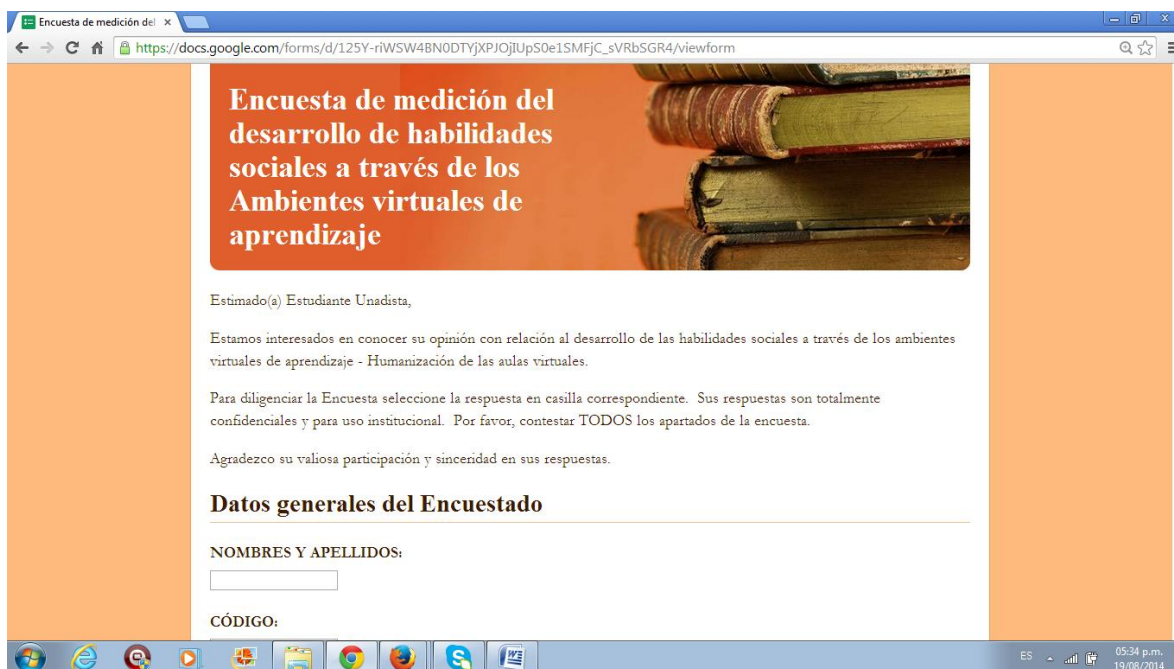 Encuesta de medición del
https://docs.google.com/forms/d/125Y-riWSW4BN0DTYjXPJOjIUpS0e1SMFjC_sVRbSGR4/viewform
Encuesta de medición del
desarrollo de habilidades
sociales a través de los
Ambientes virtuales de
aprendizaje
Estimado(a) Estudiante Unadista,
Estamos interesados en conocer su opinión con relación al desarrollo de las habilidades sociales a través de los ambientes
virtuales de aprendizaje - Humanización de las aulas virtuales.
Para diligenciar la Encuesta seleccione la respuesta en casilla correspondiente. Sus respuestas son totalmente
confidenciales y para uso institucional. Por favor, contestar TODOS los apartados de la encuesta.
Agradezco su valiosa participación y sinceridad en sus respuestas.
Datos generales del Encuestado
NOMBRES Y APELLIDOS:
CÓDIGO:
ES
05:34 p.m.
19/08/2014